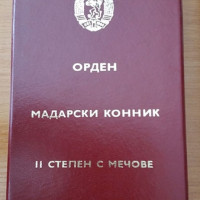 ОРДЕН
МАДАРСКИ КОННИК
II СТЕПЕН С МЕЧОВЕ